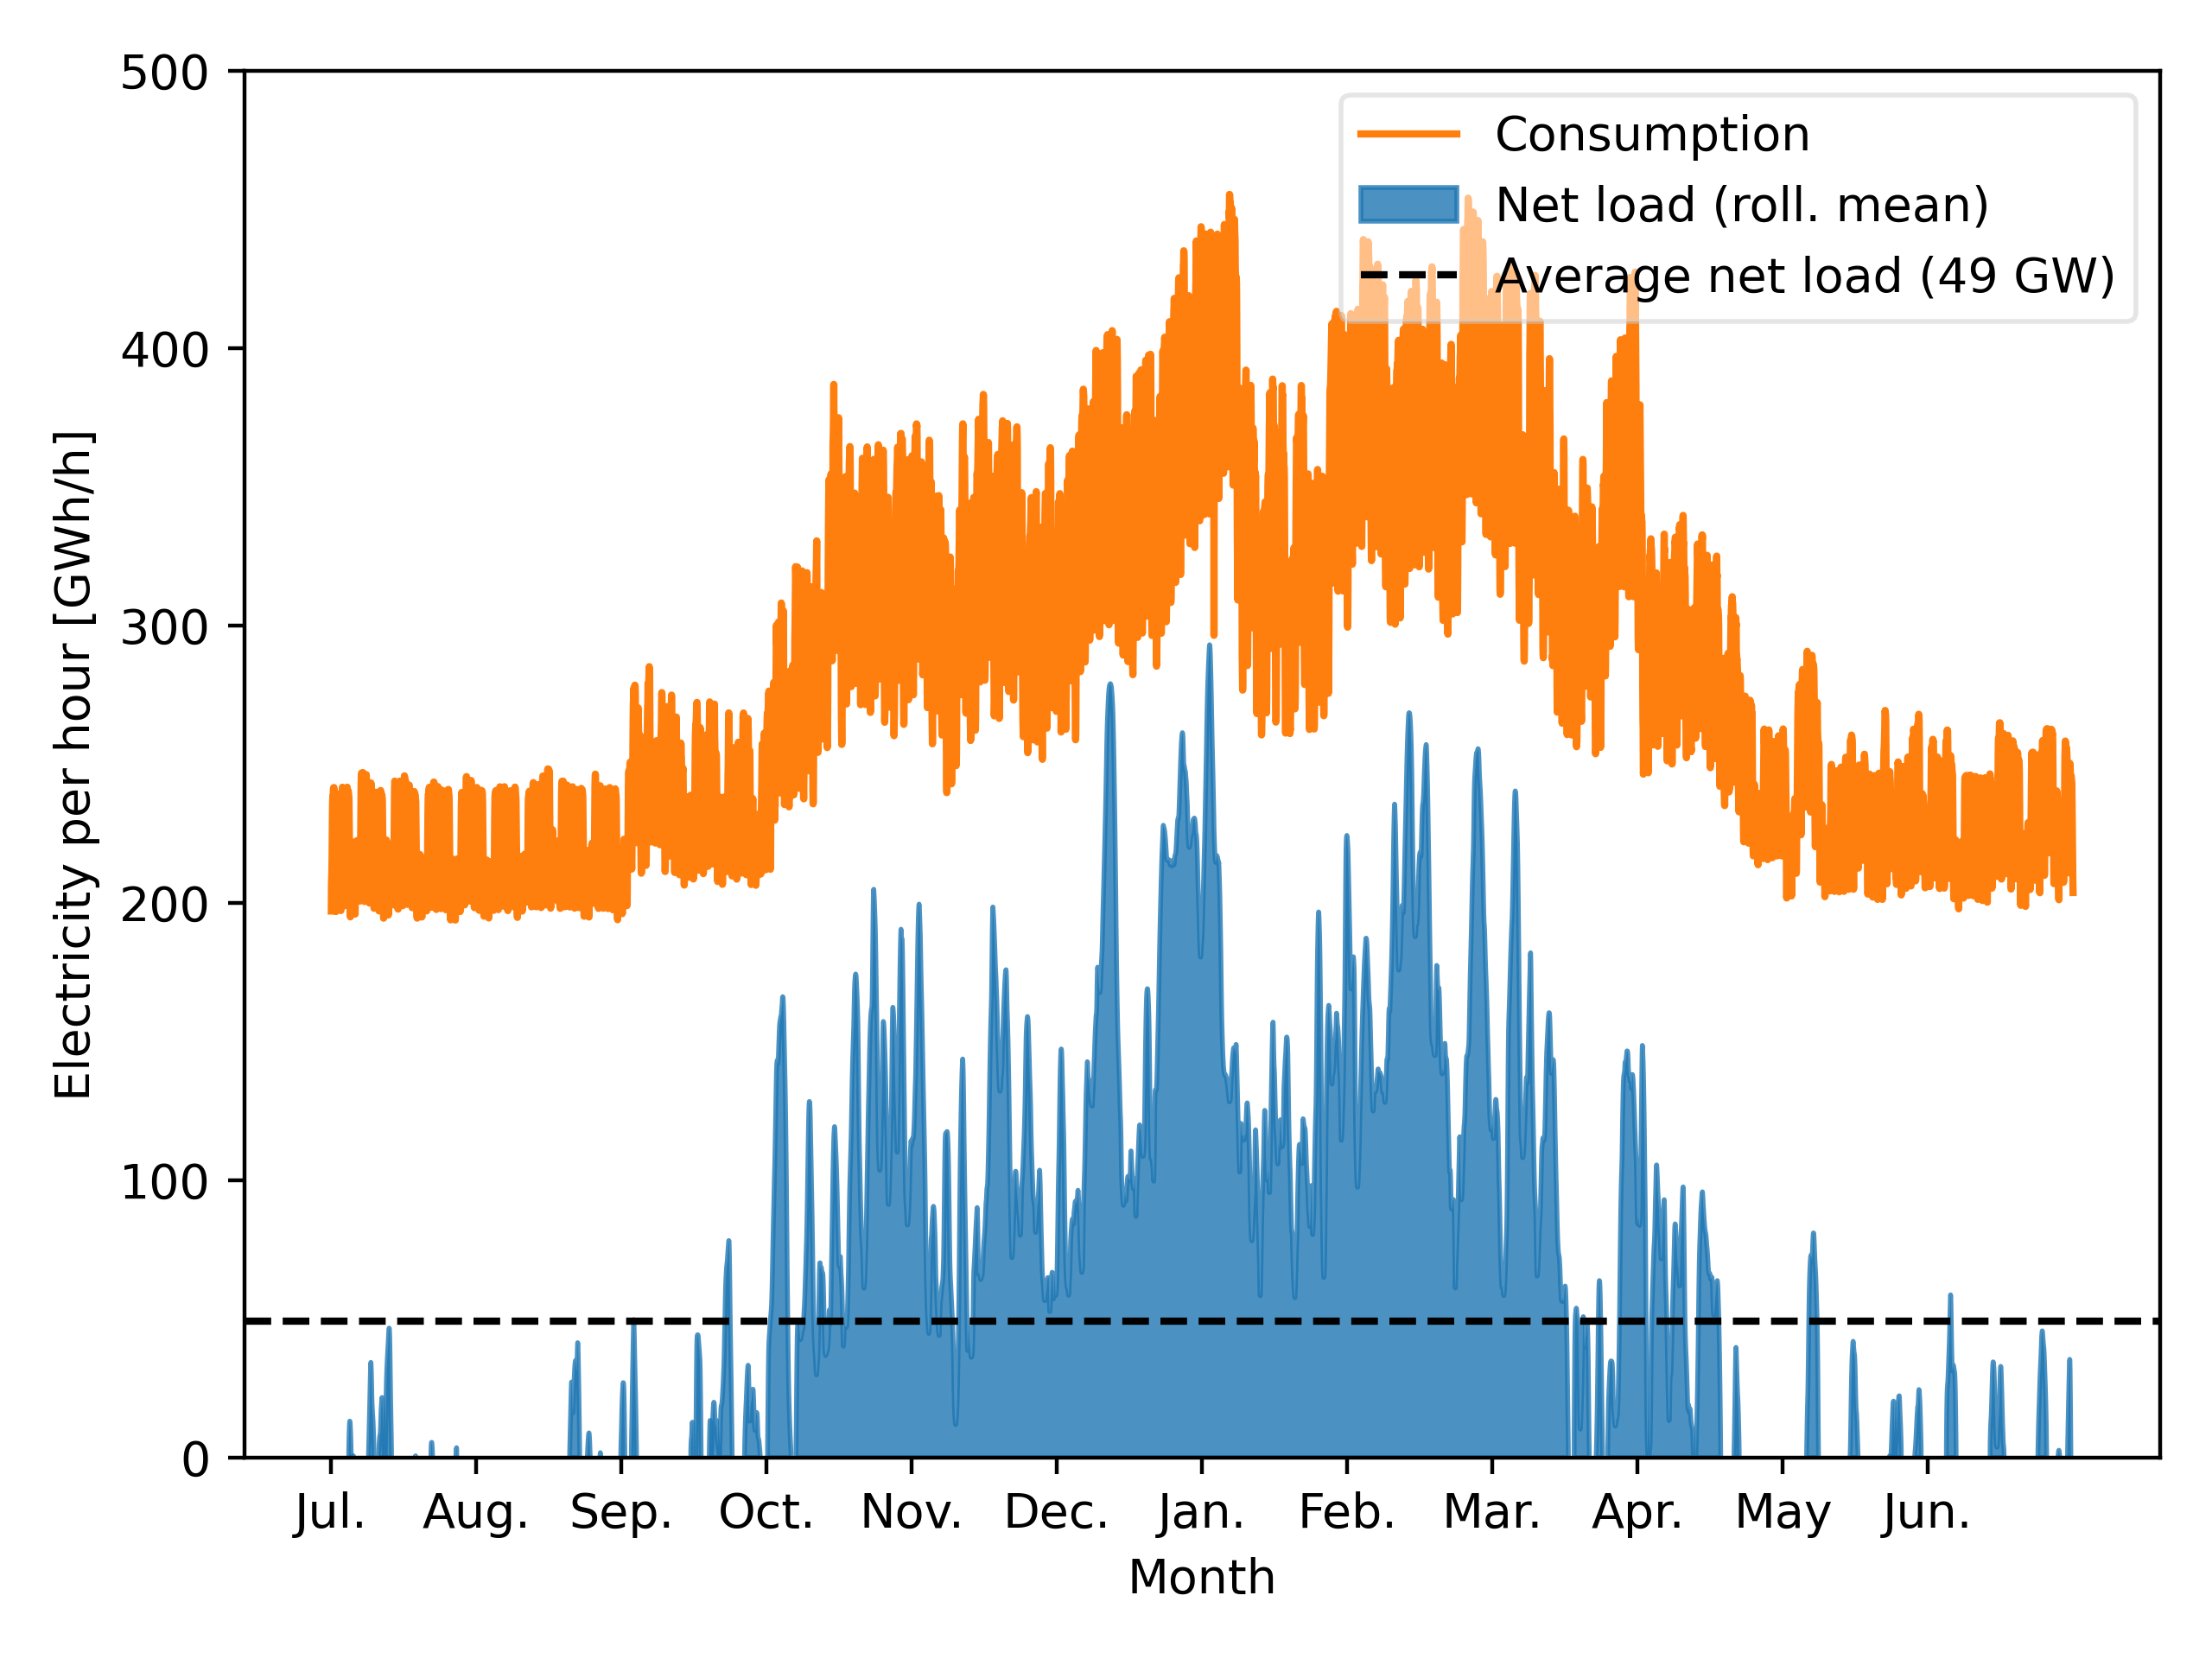 500
400
300
200
100
0
Electricity per hour [GWh/h]
Consumption
Net load (roll. mean)
Average net load (49 GW)
Jul. Aug. Sep. Oct. Nov. Dec. Jan. Feb. Mar. Apr. May Jun.
Month